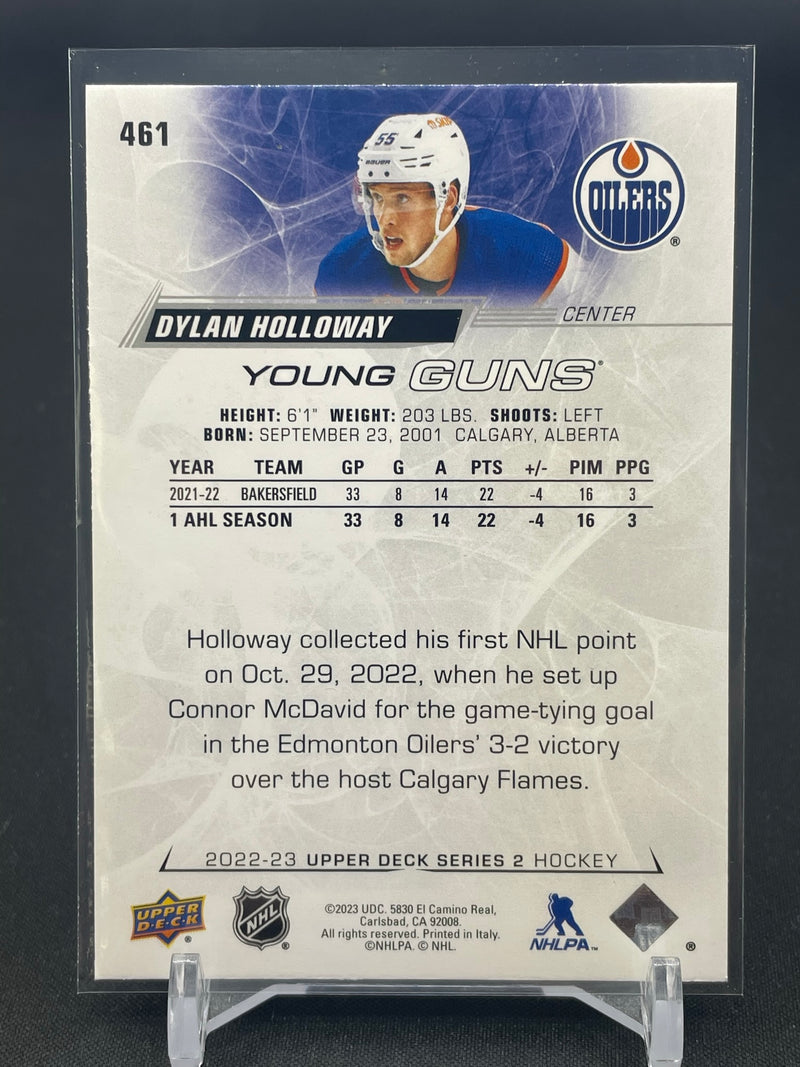 461
55
BAUER
OILERS
®
DYLAN HOLLOWAY
CENTER
YOUNG GUNS®
HEIGHT: 6'1" WEIGHT: 203 LBS. SHOOTS: LEFT
BORN: SEPTEMBER 23, 2001 CALGARY, ALBERTA
YEAR TEAM GP G A PTS +/- PIM PPG
2021-22 BAKERSFIELD 33 8 14 22 -4 16 3
1 AHL SEASON 33 8 14 22 -4 16 3
Holloway collected his first NHL point
on Oct. 29, 2022, when he set up
Connor McDavid for the game-tying goal
in the Edmonton Oilers' 3-2 victory
over the host Calgary Flames.
2022-23 UPPER DECK SERIES 2 HOCKEY
UPPER
D·E·C·K
®
NHL
®
©2023 UDC. 5830 El Camino Real,
Carlsbad, CA 92008.
All rights reserved. Printed in Italy.
©NHLPA. © NHL.
NHLPA™
®